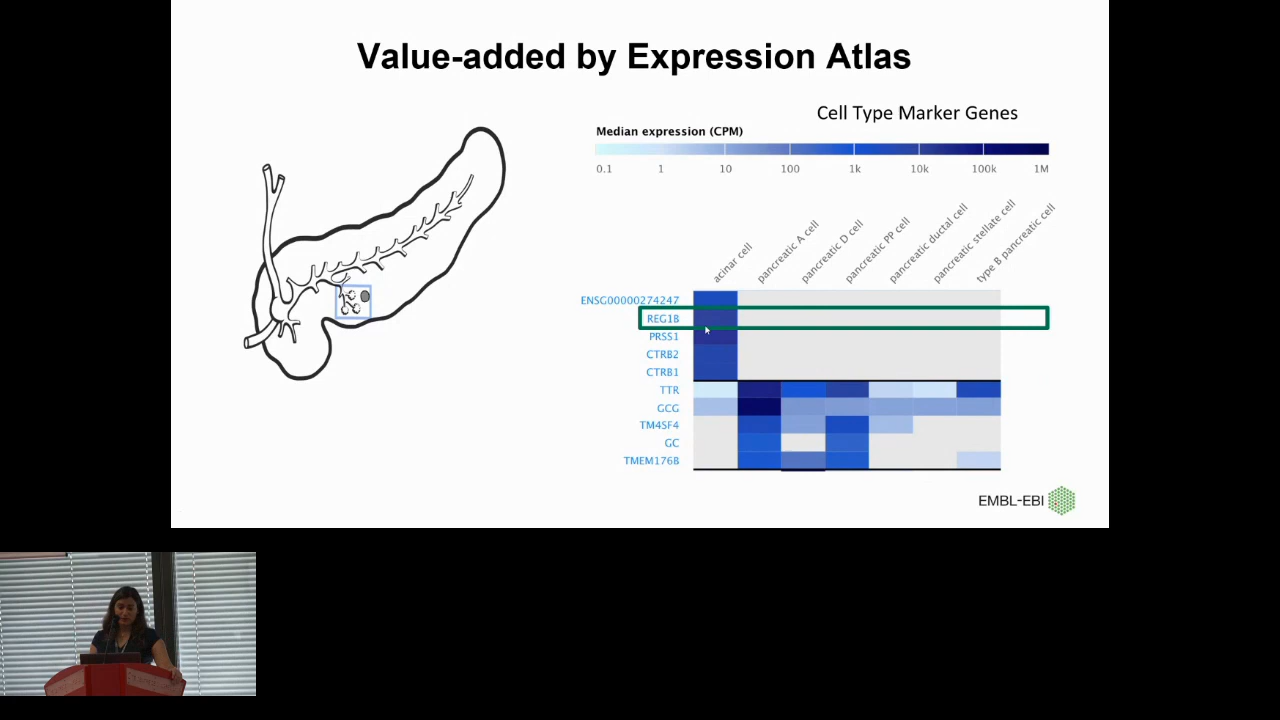 Value-added by Expression Atlas
Cell Type Marker Genes
Median expression (CPM)
0.1
1
10
100
1k
10k
100k
1M
acinar cell
pancreatic A cell
pancreatic D cell
pancreatic PP cell
pancreatic ductal cell
pancreatic stellate cell
type B pancreatic cell
ENSG00000274247
REG1B
PRSS1
CTRB2
CTRB1
TTR
GCG
TM4SF4
GC
TMEM176B
EMBL-EBI